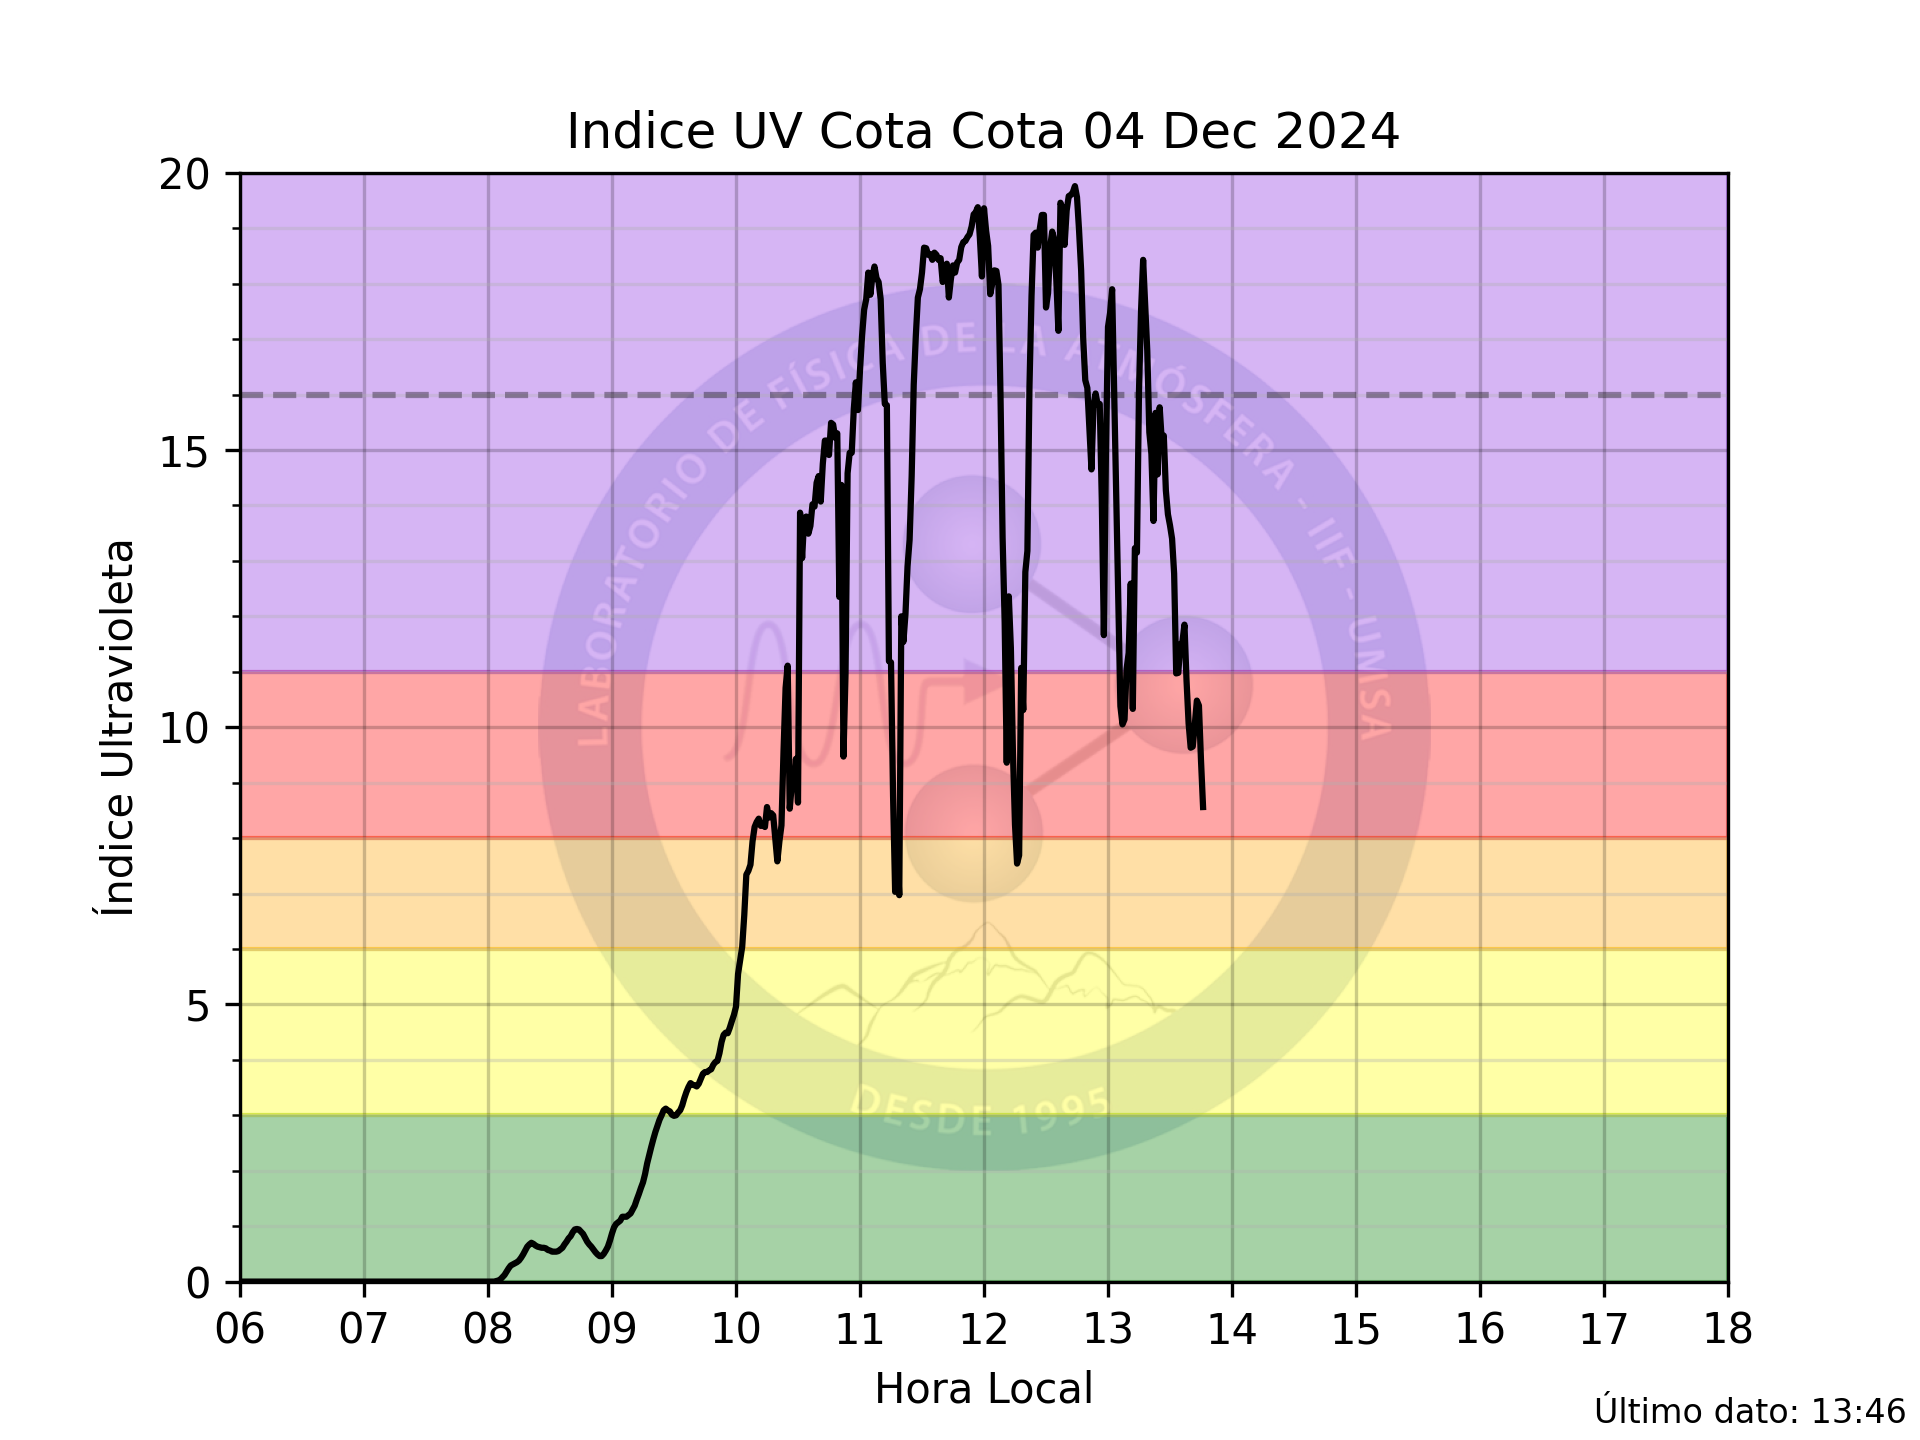 Indice UV Cota Cota 04 Dec 2024
20
15
10
5
0
Índice Ultravioleta
LABORATORIO DE FÍSICA DE LA ATMÓSFERA - IIF - UMSA
DESDE 1995
06 07 08 09 10 11 12 13 14 15 16 17 18
Hora Local
Último dato: 13:46